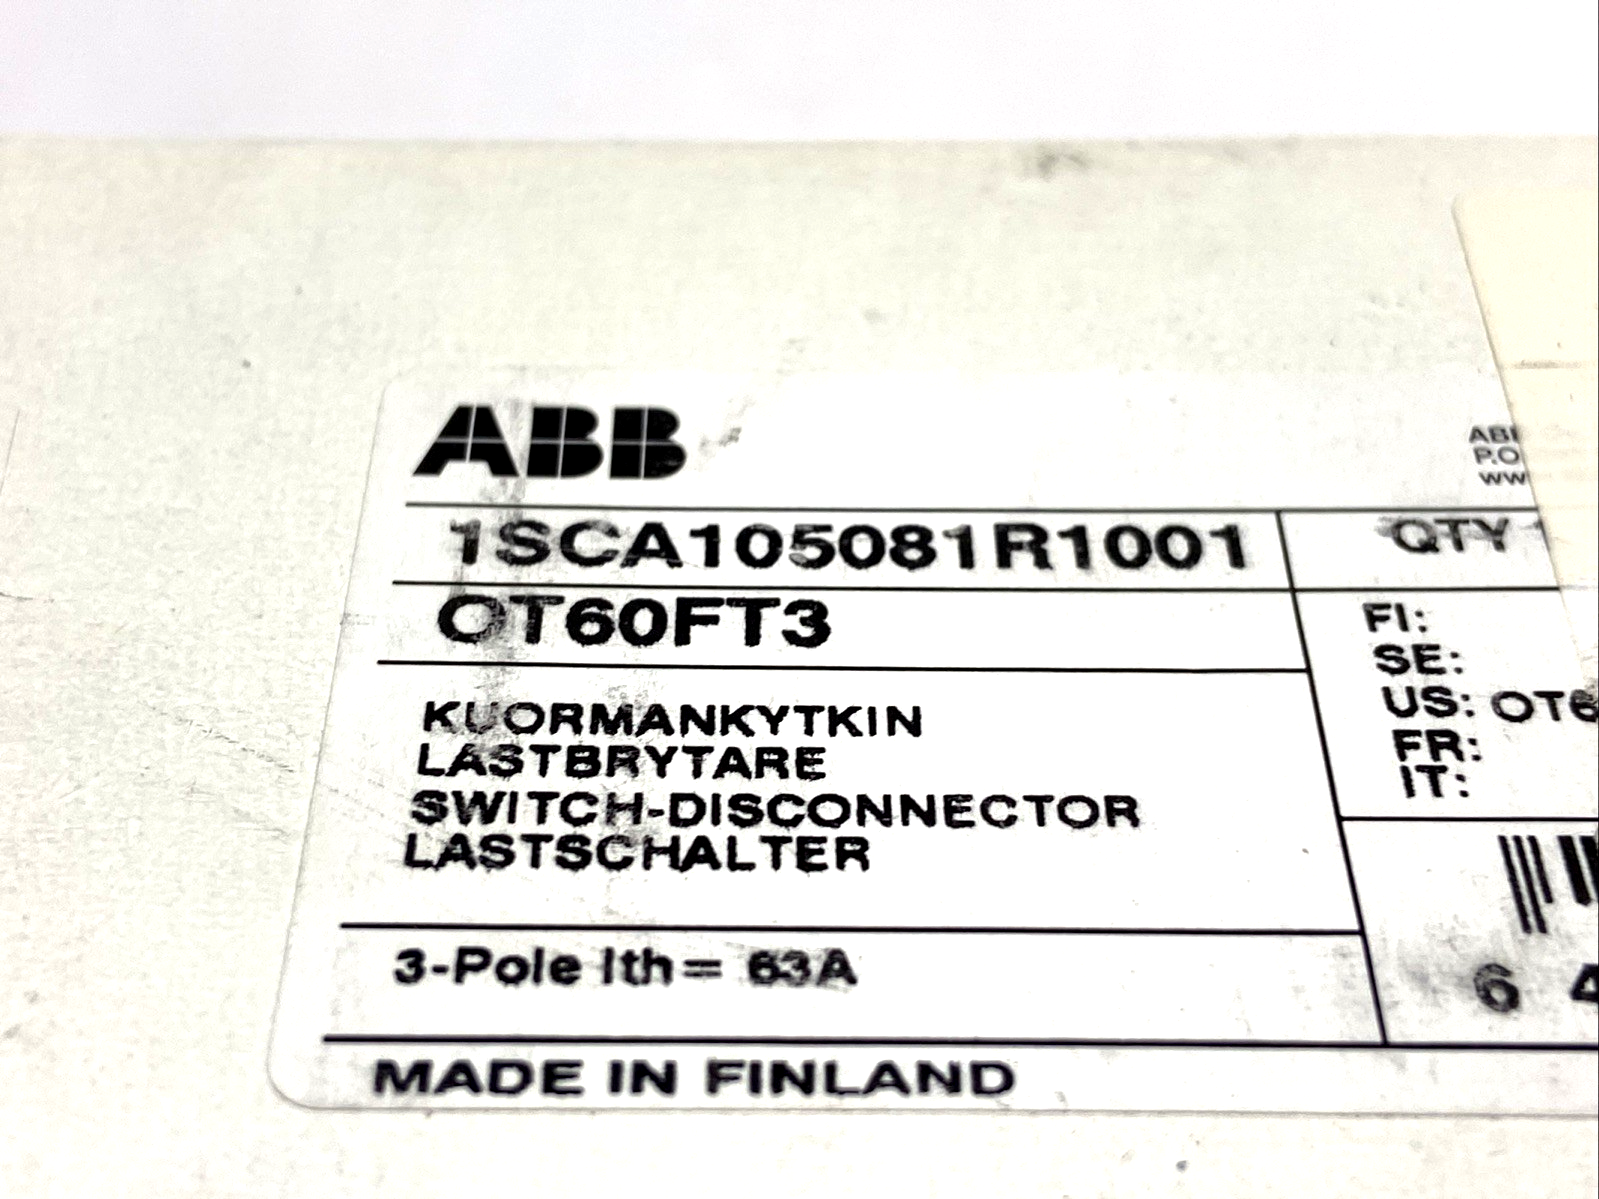 ABB
1SCA105081R1001
QTY
OT60FT3
KUORMANKYTKIN
LASTBRYTARE
SWITCH-DISCONNECTOR
LASTSCHALTER
FI:
SE:
US: OT6
FR:
IT:
3-Pole Ith= 63A
6 4
MADE IN FINLAND
P.O